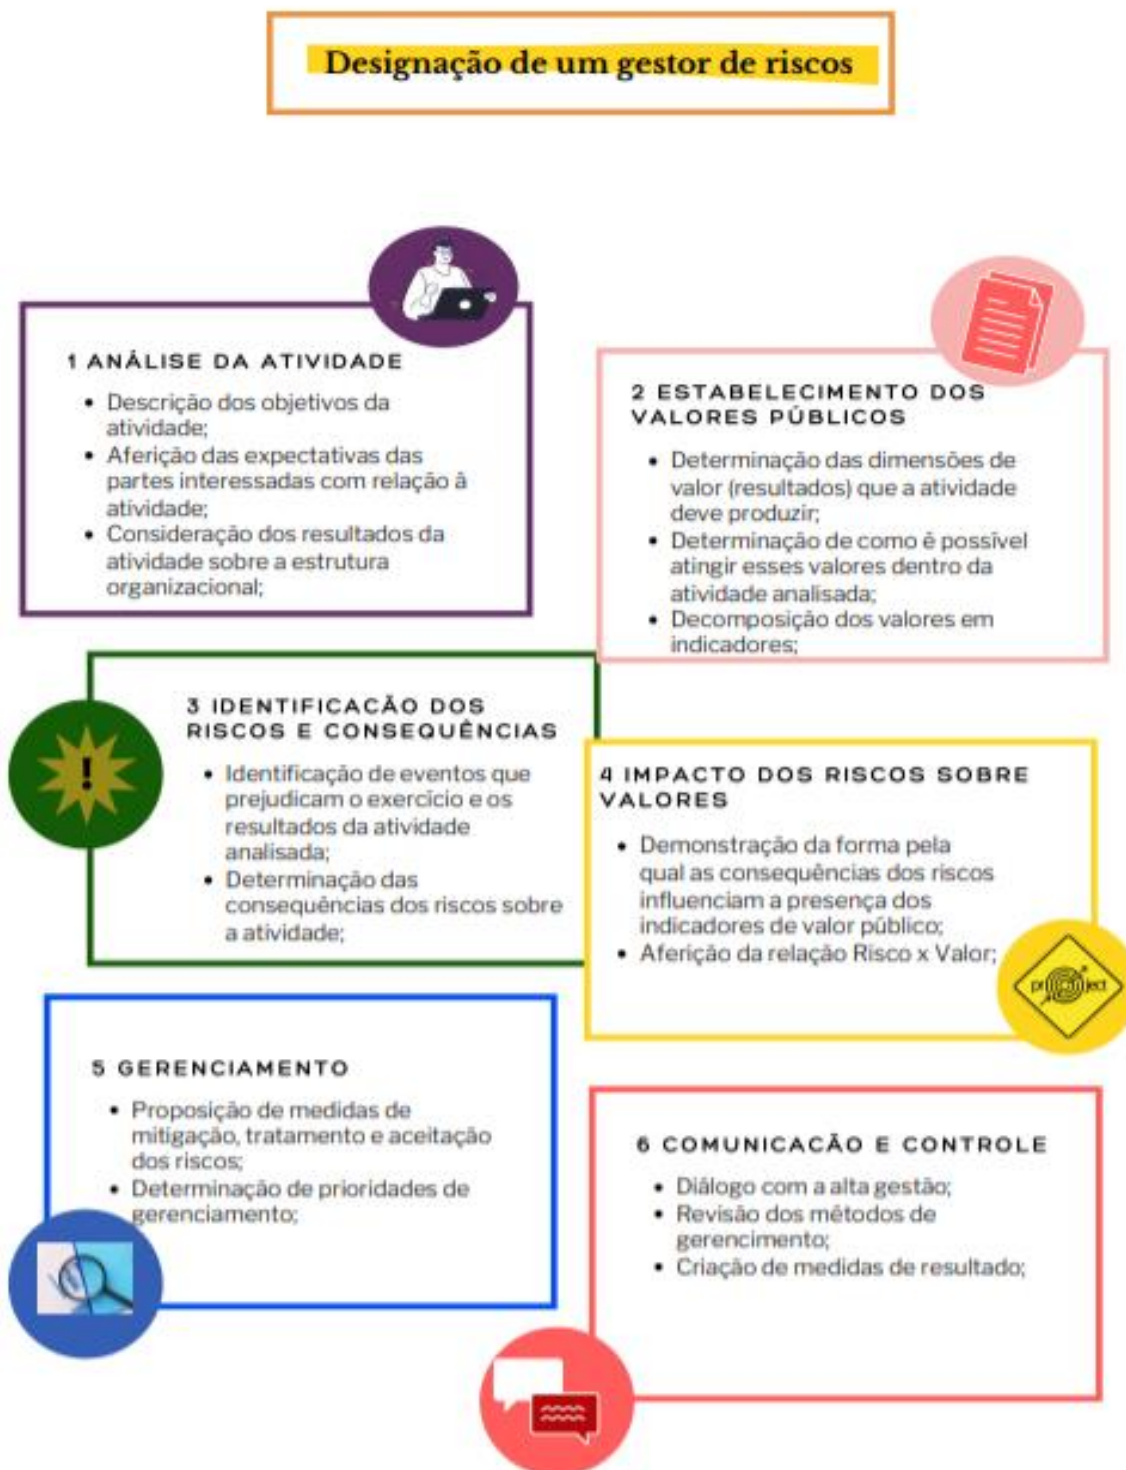 Designação de um gestor de riscos
1 ANÁLISE DA ATIVIDADE
• Descrição dos objetivos da
atividade;
• Aferição das expectativas das
partes interessadas com relação à
atividade;
• Consideração dos resultados da
atividade sobre a estrutura
organizacional;
2 ESTABELECIMENTO DOS
VALORES PÚBLICOS
• Determinação das dimensões de
valor (resultados) que a atividade
deve produzir;
• Determinação de como é possível
atingir esses valores dentro da
atividade analisada;
• Decomposição dos valores em
indicadores;
3 IDENTIFICACÃO DOS
RISCOS E CONSEQUÊNCIAS
• Identificação de eventos que
prejudicam o exercício e os
resultados da atividade
analisada;
• Determinação das
consequências dos riscos sobre
a atividade;
4 IMPACTO DOS RISCOS SOBRE
VALORES
• Demonstração da forma pela
qual as consequências dos riscos
influenciam a presença dos
indicadores de valor público;
• Aferição da relação Risco x Valor;
project
5 GERENCIAMENTO
• Proposição de medidas de
mitigação, tratamento e aceitação
dos riscos;
• Determinação de prioridades de
gerenciamento;
6 COMUNICACÃO E CONTROLE
• Diálogo com a alta gestão;
• Revisão dos métodos de
gerencimento;
• Criação de medidas de resultado;